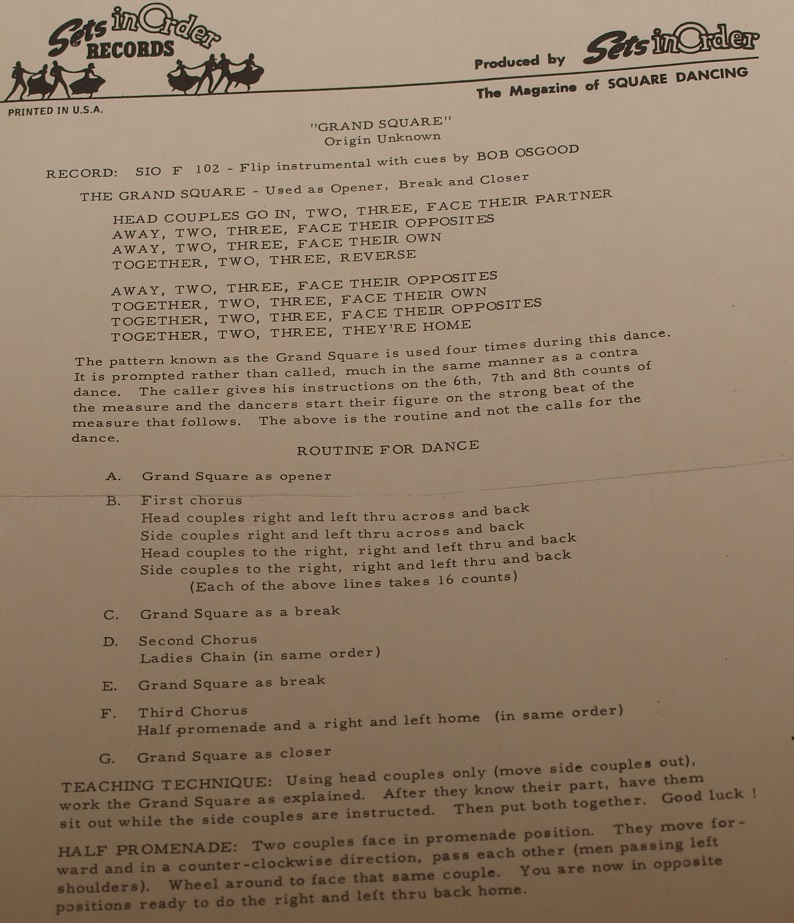 Sets in Order
RECORDS
PRINTED IN U.S.A.
Produced by Sets in Order
The Magazine of SQUARE DANCING
"GRAND SQUARE"
Origin Unknown
RECORD: SIO F 102 - Flip instrumental with cues by BOB OSGOOD
THE GRAND SQUARE - Used as Opener, Break and Closer
HEAD COUPLES GO IN, TWO, THREE, FACE THEIR PARTNER
AWAY, TWO, THREE, FACE THEIR OPPOSITES
AWAY, TWO, THREE, FACE THEIR OWN
TOGETHER, TWO, THREE, REVERSE
AWAY, TWO, THREE, FACE THEIR OPPOSITES
TOGETHER, TWO, THREE, FACE THEIR OWN
TOGETHER, TWO, THREE, FACE THEIR OPPOSITES
TOGETHER, TWO, THREE, THEY'RE HOME
The pattern known as the Grand Square is used four times during this dance.
It is prompted rather than called, much in the same manner as a contra
dance. The caller gives his instructions on the 6th, 7th and 8th counts of
the measure and the dancers start their figure on the strong beat of the
measure that follows. The above is the routine and not the calls for the
dance.
ROUTINE FOR DANCE
A. Grand Square as opener
B. First chorus
Head couples right and left thru across and back
Side couples right and left thru across and back
Head couples to the right, right and left thru and back
Side couples to the right, right and left thru and back
(Each of the above lines takes 16 counts)
C. Grand Square as a break
D. Second Chorus
Ladies Chain (in same order)
E. Grand Square as break
F. Third Chorus
Half promenade and a right and left home (in same order)
G. Grand Square as closer
TEACHING TECHNIQUE: Using head couples only (move side couples out),
work the Grand Square as explained. After they know their part, have them
sit out while the side couples are instructed. Then put both together. Good luck !
HALF PROMENADE: Two couples face in promenade position. They move for-
ward and in a counter-clockwise direction, pass each other (men passing left
shoulders). Wheel around to face that same couple. You are now in opposite
positions ready to do the right and left thru back home.